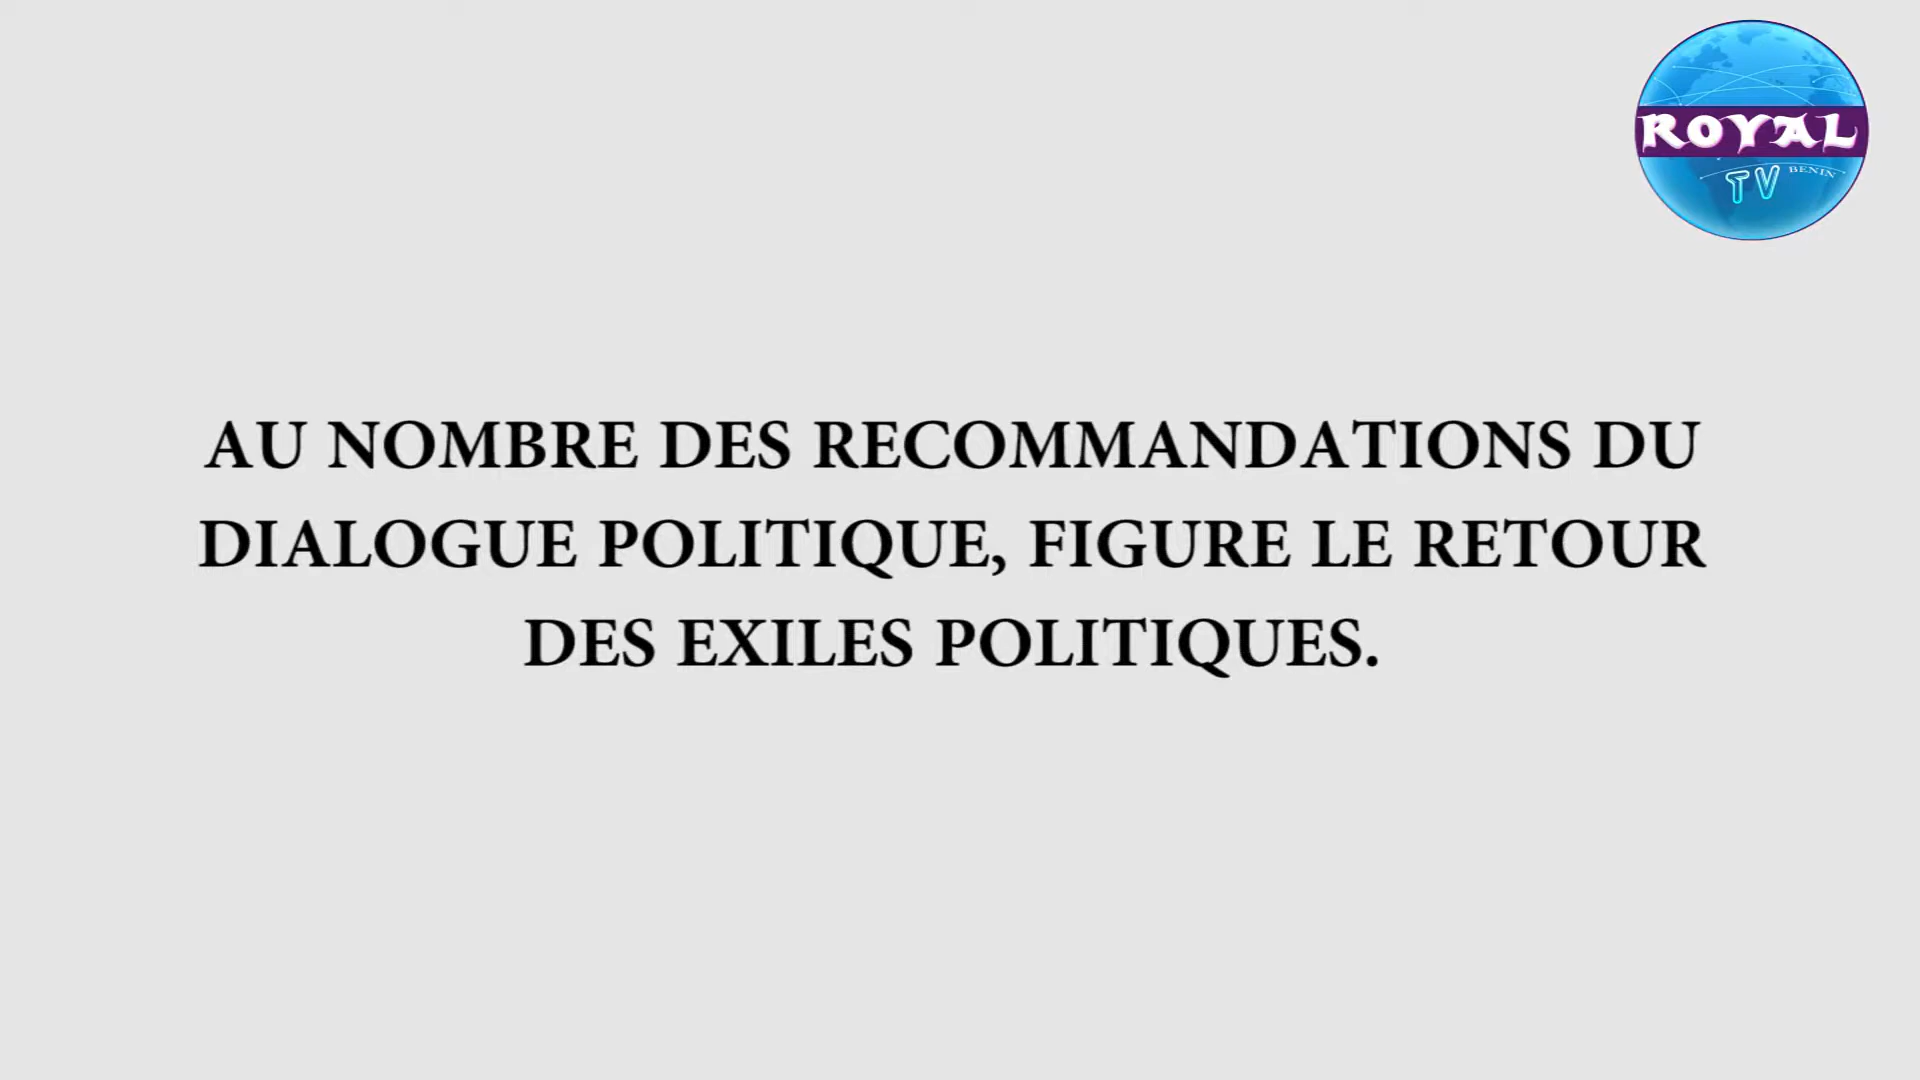 ROYAL
TV BENIN
AU NOMBRE DES RECOMMANDATIONS DU
DIALOGUE POLITIQUE, FIGURE LE RETOUR
DES EXILES POLITIQUES.